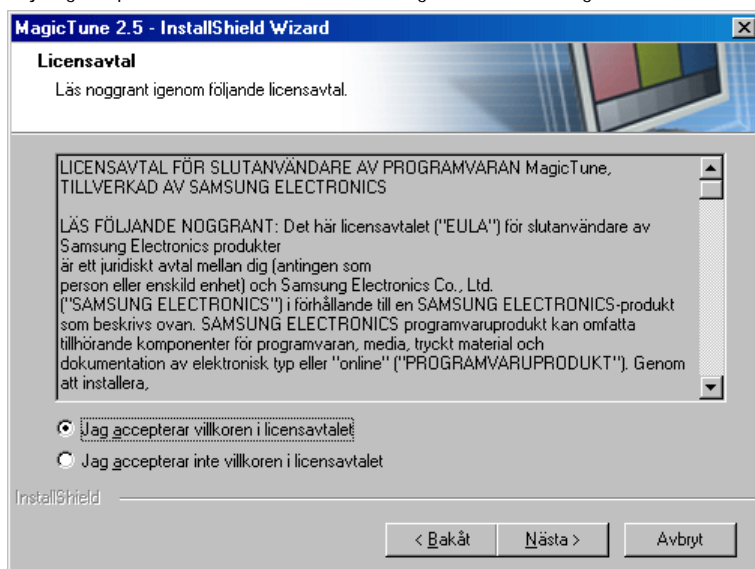 MagicTune 2.5 - InstallShield Wizard
Licensavtal
Läs noggrant igenom följande licensavtal.
LICENSAVTAL FÖR SLUTANVÄNDARE AV PROGRAMVARAN MagicTune,
TILLVERKAD AV SAMSUNG ELECTRONICS
LÄS FÖLJANDE NOGGRANT: Det här licensavtalet ("EULA") för slutanvändare av
Samsung Electronics produkter
är ett juridiskt avtal mellan dig (antingen som
person eller enskild enhet) och Samsung Electronics Co., Ltd.
("SAMSUNG ELECTRONICS") i förhållande till en SAMSUNG ELECTRONICS-produkt
som beskrivs ovan. SAMSUNG ELECTRONICS programvaruprodukt kan omfatta
tillhörande komponenter för programvaran, media, tryckt material och
dokumentation av elektronisk typ eller "online" ("PROGRAMVARUPRODUKT"). Genom
att installera,
Jag accepterar villkoren i licensavtalet
Jag accepterar inte villkoren i licensavtalet
InstallShield
< Bakåt
Nästa >
Avbryt